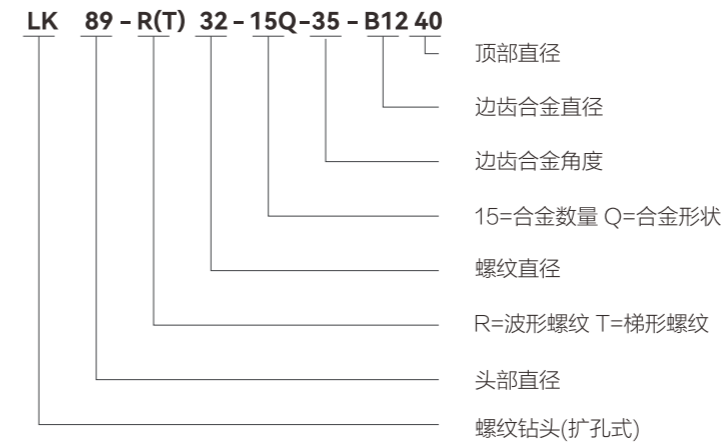 LK 89-R(T) 32-15Q-35-B12 40
顶部直径
边齿合金直径
边齿合金角度
15=合金数量 Q=合金形状
螺纹直径
R=波形螺纹 T=梯形螺纹
头部直径
螺纹钻头(扩孔式)